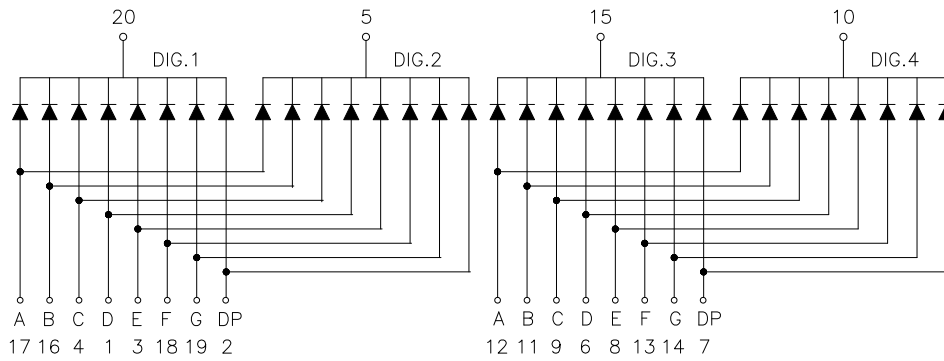 20 5 15 10
DIG.1 DIG.2 DIG.3 DIG.4
A B C D E F G DP A B C D E F G DP
17 16 4 1 3 18 19 2 12 11 9 6 8 13 14 7